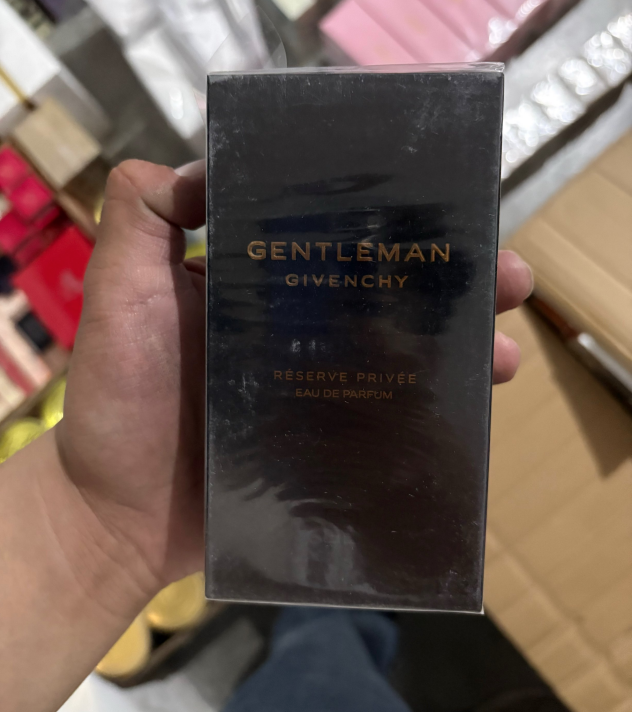 GENTLEMAN
GIVENCHY
RÉSERVE PRIVÉE
EAU DE PARFUM